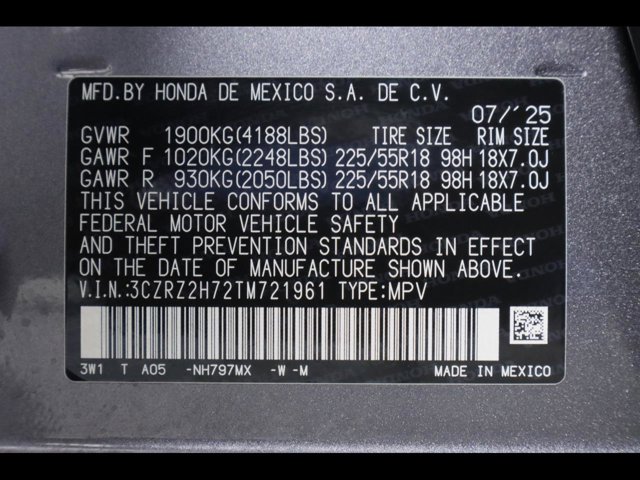 MFD.BY HONDA DE MEXICO S.A. DE C.V.
07/'25
GVWR 1900KG(4188LBS) TIRE SIZE RIM SIZE
GAWR F 1020KG(2248LBS) 225/55R18 98H 18X7.0J
GAWR R 930KG(2050LBS) 225/55R18 98H 18X7.0J
THIS VEHICLE CONFORMS TO ALL APPLICABLE
FEDERAL MOTOR VEHICLE SAFETY
AND THEFT PREVENTION STANDARDS IN EFFECT
ON THE DATE OF MANUFACTURE SHOWN ABOVE.
V.I.N.:3CZRZ2H72TM721961 TYPE:MPV
3W1 T A05 -NH797MX -W -M MADE IN MEXICO